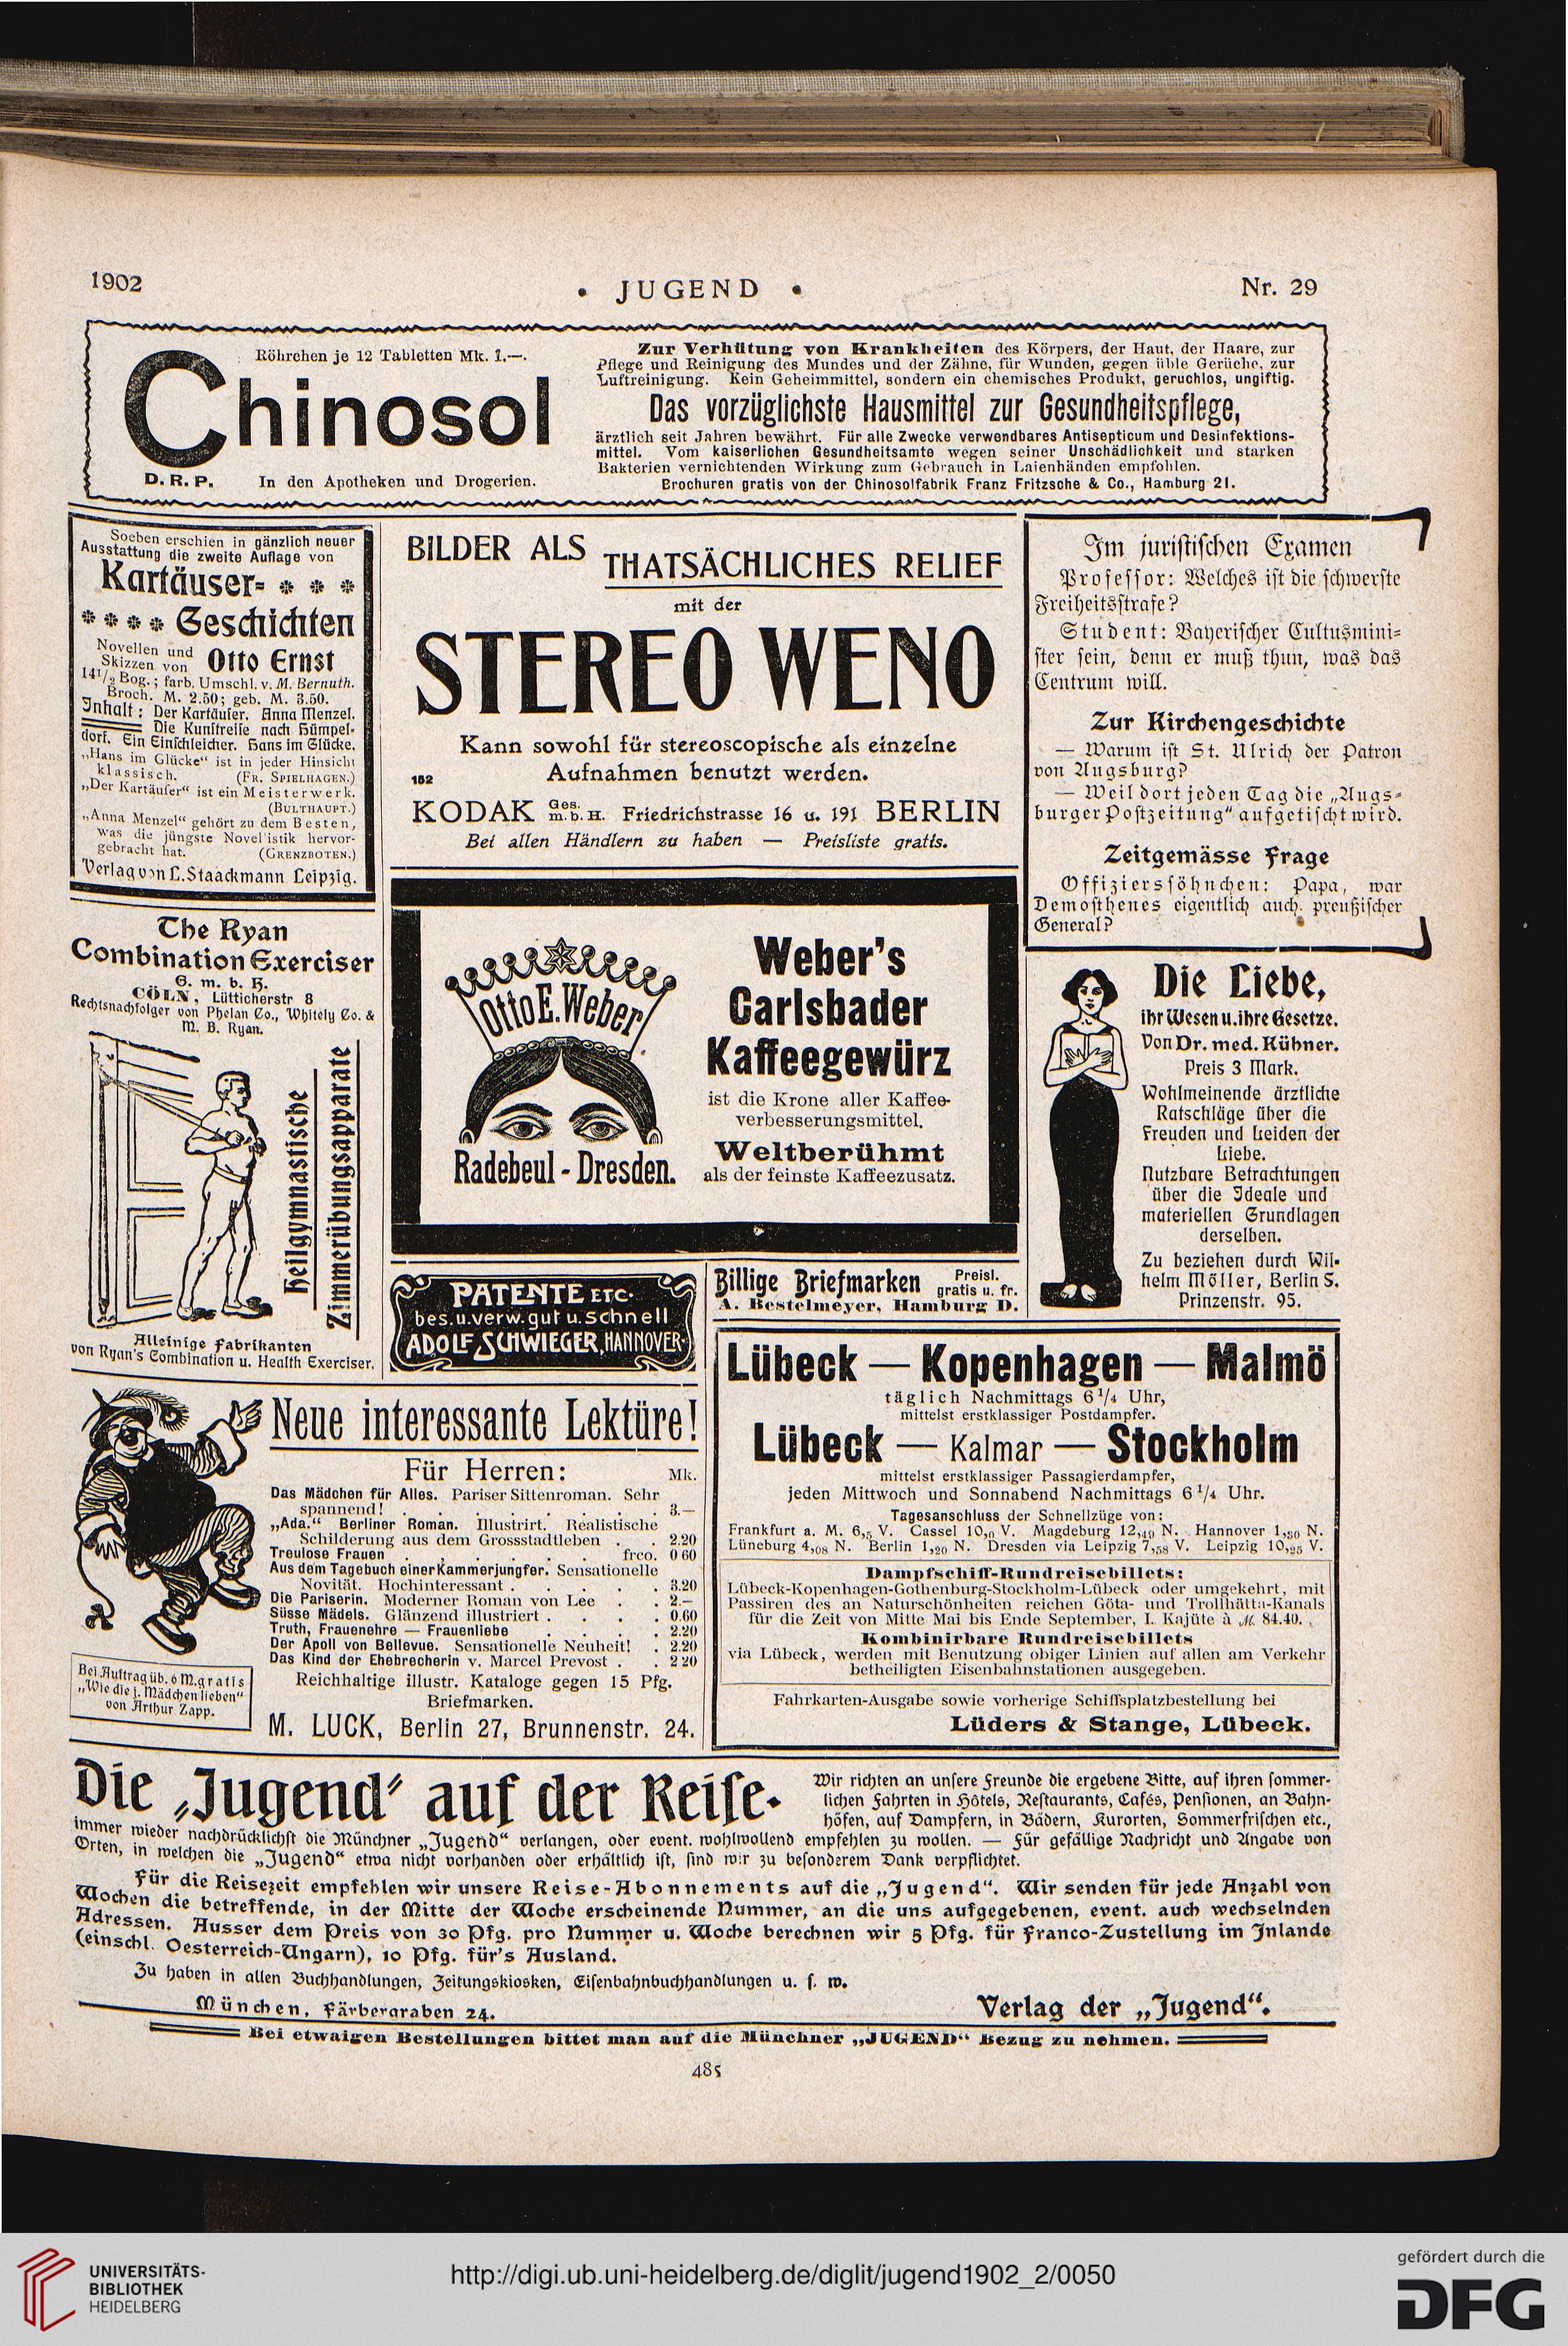 1902
• JUGEND •
Nr. 29
Röhrchen je 12 Tabletten Mk. 1.—.
Chinosol
D. R. P.
In den Apotheken und Drogerien.
Zur Verhütung von Krankheiten des Körpers, der Haut, der Haare, zur
Pflege und Reinigung des Mundes und der Zähne, für Wunden, gegen üble Gerüche, zur
Luftreinigung. Kein Geheimmittel, sondern ein chemisches Produkt, geruchlos, ungiftig.
Das vorzüglichste Hausmittel zur Gesundheitspflege,
ärztlich seit Jahren bewährt. Für alle Zwecke verwendbares Antisepticum und Desinfektions-
mittel. Vom kaiserlichen Gesundheitsamte wegen seiner Unschädlichkeit und starken
Bakterien vernichtenden Wirkung zum Gebrauch in Laienhänden empfohlen.
Brochuren gratis von der Chinosolfabrik Franz Fritzsche & Co., Hamburg 21.
Soeben erschien in gänzlich neuer
Ausstattung die zweite Auflage von
Kartäuser- * * *
* * * * Geschichten
Novellen und
Skizzen von Otto Ernst
14½ Bog.; farb. Umschl. v. M. Bernuth.
Broch. M. 2.50; geb. M. 3.50.
Inhalt: Der Kartäuser. Anna Menzel.
Die Kunstreise nach Hümpel-
dorf. Ein Einschleicher. Hans im Glücke.
„Hans im Glücke“ ist in jeder Hinsicht
klassisch. (FR. SPIELHAGEN.)
„Der Kartäuser“ ist ein Meisterwerk.
(BULTHAUPT.)
„Anna Menzel“ gehört zu dem Besten,
was die jüngste Novellistik hervor-
gebracht hat. (GRENZBOTEN.)
Verlag von L. Staackmann Leipzig.
BILDER ALS THATSÄCHLICHES RELIEF
mit der
STEREO WENO
Kann sowohl für stereoscopische als einzelne
152 Aufnahmen benutzt werden.
KODAK Ges. m. b. H. Friedrichstrasse 16 u. 191 BERLIN
Bei allen Händlern zu haben — Preisliste gratis.
Im juristischen Examen
Professor: Welches ist die schwerste
Freiheitsstrafe?
Student: Bayerischer Cultusmini-
ster sein, denn er muß thun, was das
Centrum will.
Zur Kirchengeschichte
— Warum ist St. Ulrich der Patron
von Augsburg?
— Weil dort jeden Tag die „Augs-
burger Postzeitung“ aufgetischt wird.
Zeitgemässe Frage
Offizierssöhnchen: Papa, war
Demosthenes eigentlich auch preußischer
General?
The Ryan
Combination Exerciser
G. m. b. H.
CÖLN, Lütticherstr 8
Rechtsnachfolger von Phelan Co., Whitely Co. &
M. B. Ryan.
Heilgymnastische
Zimmerübungsapparate
Alleinige Fabrikanten
von Ryan's Combination u. Health Exerciser.
Otto E. Weber
Radebeul - Dresden.
Weber's
Carlsbader
Kaffeegewürz
ist die Krone aller Kaffee-
verbesserungsmittel.
Weltberühmt
als der feinste Kaffeezusatz.
Die Liebe,
ihr Wesen u. ihre Gesetze.
Von Dr. med. Kühner.
Preis 3 Mark.
Wohlmeinende ärztliche
Ratschläge über die
Freuden und Leiden der
Liebe.
Nutzbare Betrachtungen
über die Ideale und
materiellen Grundlagen
derselben.
Zu beziehen durch Wil-
helm Möller, Berlin S.
Prinzenstr. 95.
PATENTE ETC.
bes. u. verw. gut u. schnell
ADOLF SCHWIEGER, HANNOVER.
Billige Briefmarken Preisl. gratis u. fr.
A. Bestelmeyer, Hamburg D.
Neue interessante Lektüre!
Für Herren: Mk.
Das Mädchen für Alles. Pariser Sittenroman. Sehr
spannend! . . . . . . . 3.—
„Ada.“ Berliner Roman. Illustrirt. Realistische
Schilderung aus dem Grossstadtleben . . 2.20
Treulose Frauen . . . . . . frco. 0 60
Aus dem Tagebuch einer Kammerjungfer. Sensationelle
Novität. Hochinteressant . . . . . 3.20
Die Pariserin. Moderner Roman von Lee . . 2.—
Süsse Mädels. Glänzend illustriert . . . . 0.60
Truth, Frauenehre — Frauenliebe . . . . 2.20
Der Apoll von Bellevue. Sensationelle Neuheit! . 2.20
Das Kind der Ehebrecherin v. Marcel Prevost . . 2 20
Reichhaltige illustr. Kataloge gegen 15 Pfg.
Briefmarken.
M. LUCK, Berlin 27, Brunnenstr. 24.
Bei Auftrag üb. 6 M. gratis
„Wie die j. Mädchen lieben“
von Arthur Zapp.
Lübeck — Kopenhagen — Malmö
täglich Nachmittags 6¼ Uhr,
mittelst erstklassiger Postdampfer.
Lübeck — Kalmar — Stockholm
mittelst erstklassiger Passagierdampfer,
jeden Mittwoch und Sonnabend Nachmittags 6¼ Uhr.
Tagesanschluss der Schnellzüge von:
Frankfurt a. M. 6,5 V. Cassel 10,0 V. Magdeburg 12,49 N. Hannover 1,30 N.
Lüneburg 4,08 N. Berlin 1,20 N. Dresden via Leipzig 7,58 V. Leipzig 10,25 V.
Dampfschiff-Rundreisebillets:
Lübeck-Kopenhagen-Gothenburg-Stockholm-Lübeck oder umgekehrt, mit
Passiren des an Naturschönheiten reichen Göta- und Trollhätta-Kanals
für die Zeit von Mitte Mai bis Ende September, I. Kajüte à M. 84.40.
Kombinirbare Rundreisebillets
via Lübeck, werden mit Benutzung obiger Linien auf allen am Verkehr
betheiligten Eisenbahnstationen ausgegeben.
Fahrkarten-Ausgabe sowie vorherige Schiffsplatzbestellung bei
Lüders & Stange, Lübeck.
Die „Jugend“ auf der Reise.
Wir richten an unsere Freunde die ergebene Bitte, auf ihren sommer-
lichen Fahrten in Hôtels, Restaurants, Cafés, Pensionen, an Bahn-
höfen, auf Dampfern, in Bädern, Kurorten, Sommerfrischen etc.,
immer wieder nachdrücklichst die Münchner „Jugend“ verlangen, oder event. wohlwollend empfehlen zu wollen. — Für gefällige Nachricht und Angabe von
Orten, in welchen die „Jugend“ etwa nicht vorhanden oder erhältlich ist, sind wir zu besonderem Dank verpflichtet.
Für die Reisezeit empfehlen wir unsere Reise-Abonnements auf die „Jugend“. Wir senden für jede Anzahl von
Wochen die betreffende, in der Mitte der Woche erscheinende Nummer, an die uns aufgegebenen, event. auch wechselnden
Adressen. Ausser dem Preis von 30 Pfg. pro Nummer u. Woche berechnen wir 5 Pfg. für Franco-Zustellung im Inlande
(einschl. Oesterreich-Ungarn), 10 Pfg. für's Ausland.
Zu haben in allen Buchhandlungen, Zeitungskiosken, Eisenbahnbuchhandlungen u. s. w.
München, Färbergraben 24.
Verlag der „Jugend“.
Bei etwaigen Bestellungen bittet man auf die Münchner „JUGEND“ Bezug zu nehmen.
485
UNIVERSITÄTS-
BIBLIOTHEK
HEIDELBERG
http://digi.ub.uni-heidelberg.de/diglit/jugend1902_2/0050
gefördert durch die
DFG